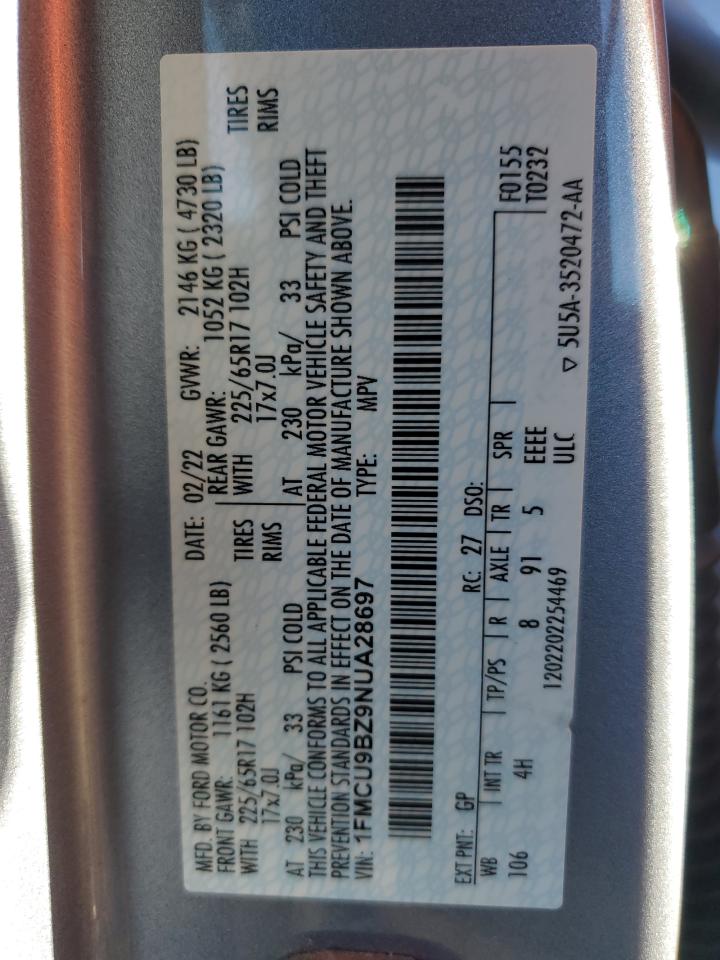 MFD. BY FORD MOTOR CO. DATE: 02/22 GVWR: 2146 KG ( 4730 LB)
FRONT GAWR: 1161 KG ( 2560 LB) REAR GAWR: 1052 KG ( 2320 LB)
WITH 225/65R17 102H TIRES WITH 225/65R17 102H TIRES
17x7.0J RIMS 17x7.0J RIMS
AT 230 kPa/ 33 PSI COLD AT 230 kPa/ 33 PSI COLD
THIS VEHICLE CONFORMS TO ALL APPLICABLE FEDERAL MOTOR VEHICLE SAFETY AND THEFT
PREVENTION STANDARDS IN EFFECT ON THE DATE OF MANUFACTURE SHOWN ABOVE.
VIN: 1FMCU9BZ9NUA28697 TYPE: MPV
EXT PNT: GP RC: 27 DSO: F0155
WB INT TR TP/PS R AXLE TR SPR T0232
106 4H 8 91 5 EEEE
1202202254469 ULC ▽ 5U5A-3520472-AA